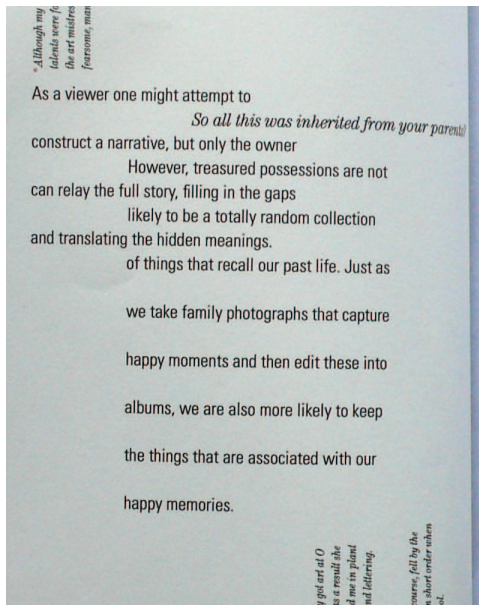 "Although my
talents were fo
the art mistres
fearsome, mar
As a viewer one might attempt to
So all this was inherited from your parents!
construct a narrative, but only the owner
However, treasured possessions are not
can relay the full story, filling in the gaps
likely to be a totally random collection
and translating the hidden meanings.
of things that recall our past life. Just as
we take family photographs that capture
happy moments and then edit these into
albums, we are also more likely to keep
the things that are associated with our
happy memories.
y got art at O
s a result she
d me in plant
nd lettering.
ourse, fell by the
short order when
ol.